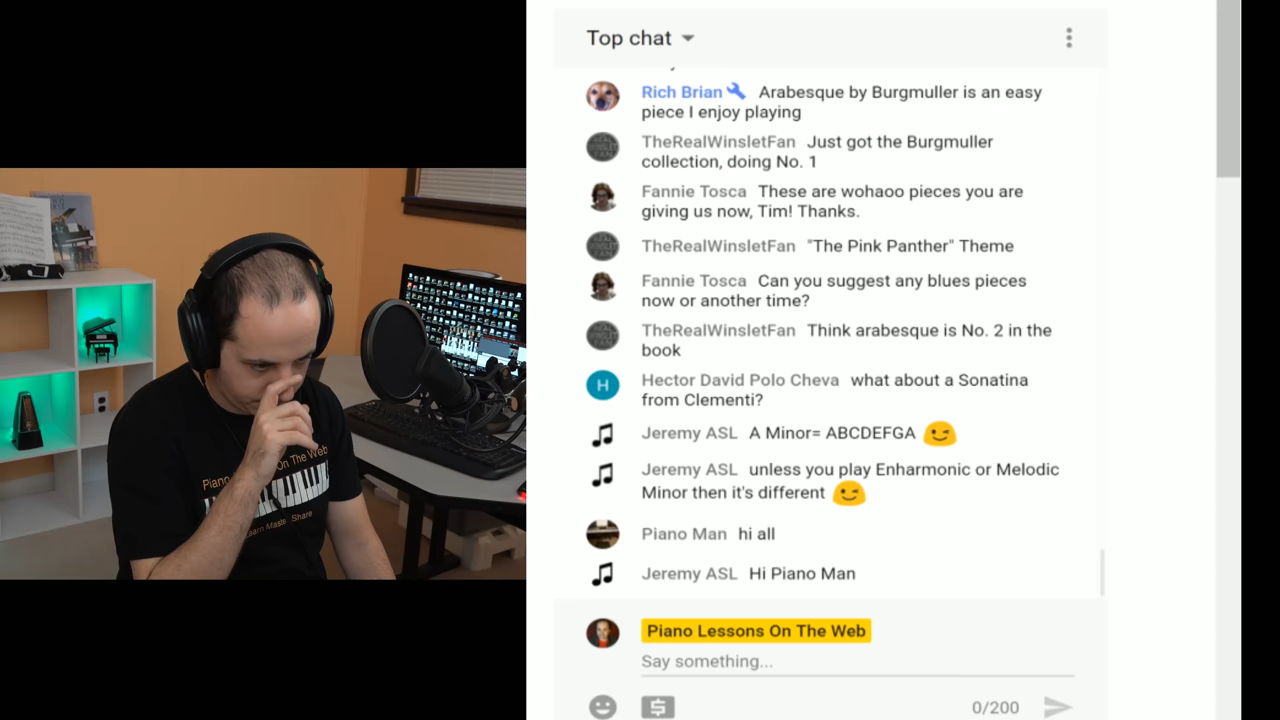 Top chat
Rich Brian Arabesque by Burgmuller is an easy
piece I enjoy playing
TheRealWinsletFan Just got the Burgmuller
collection, doing No. 1
Fannie Tosca These are wohaoo pieces you are
giving us now, Tim! Thanks.
TheRealWinsletFan "The Pink Panther" Theme
Fannie Tosca Can you suggest any blues pieces
now or another time?
TheRealWinsletFan Think arabesque is No. 2 in the
book
H
Hector David Polo Cheva what about a Sonatina
from Clementi?
Jeremy ASL A Minor= ABCDEFGA
Jeremy ASL unless you play Enharmonic or Melodic
Minor then it's different
Piano Man hi all
Jeremy ASL Hi Piano Man
Piano Lessons On The Web
Say something...
0/200
On The Web
Share